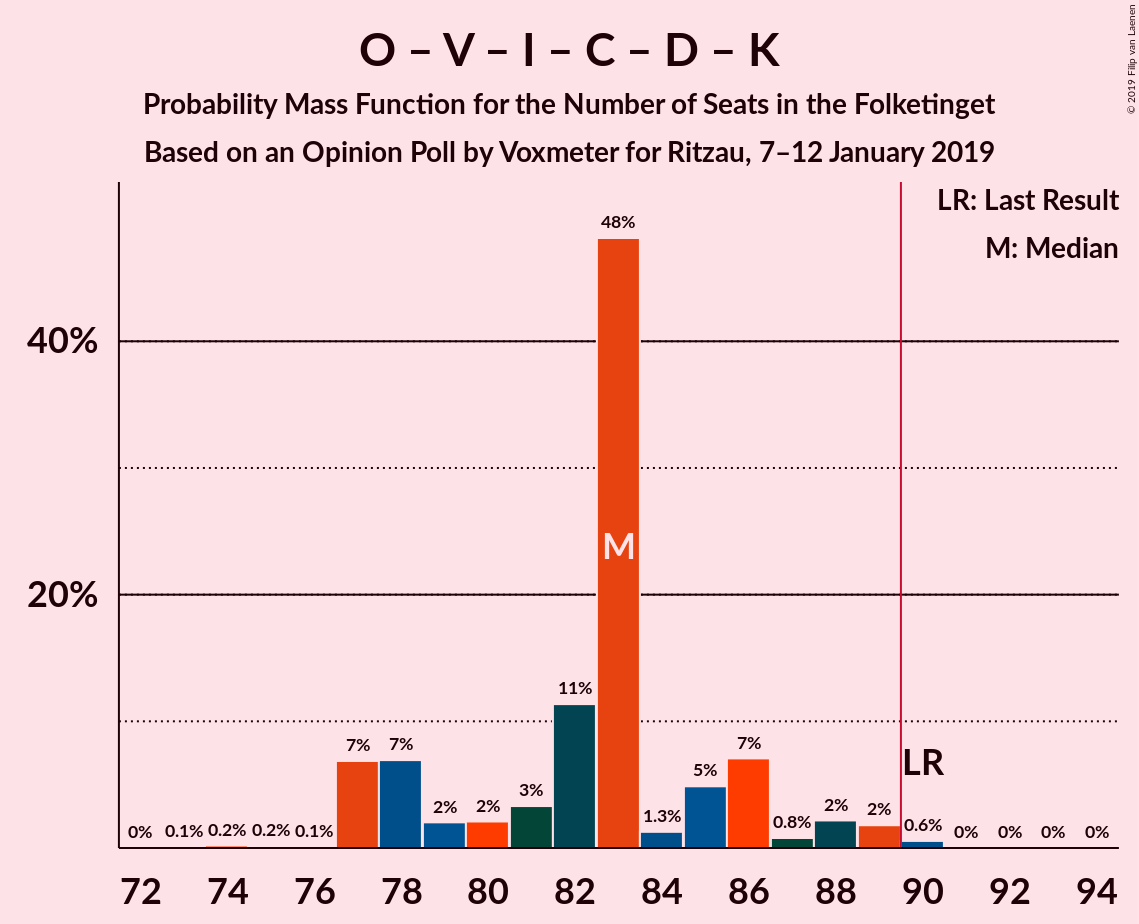 O – V – I – C – D – K
Probability Mass Function for the Number of Seats in the Folketinget
Based on an Opinion Poll by Voxmeter for Ritzau, 7–12 January 2019
© 2019 Filip van Laenen
LR: Last Result
M: Median
48%
40%
M
20%
11%
7% 7% 2% 2% 3% 1.3% 5% 7% 0.8% 2% 2%
LR
0% 0.1% 0.2% 0.2% 0.1% 0.6% 0% 0% 0% 0%
72 74 76 78 80 82 84 86 88 90 92 94